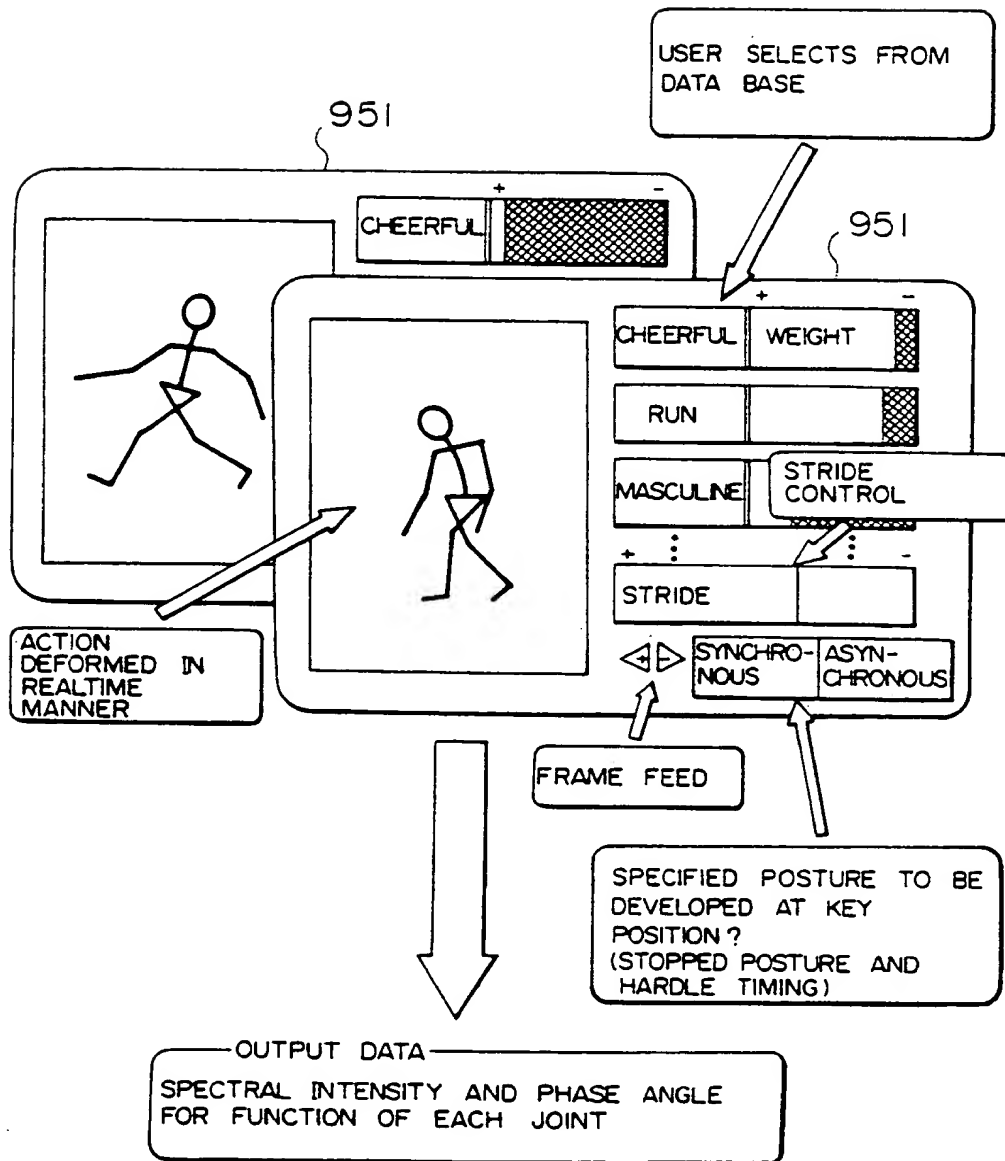 USER SELECTS FROM
DATA BASE
951
951
+ -
CHEERFUL
+ -
CHEERFUL WEIGHT
RUN
MASCULINE
STRIDE
CONTROL
+ -
STRIDE
+ -
SYNCHRO-
NOUS
ASYN-
CHRONOUS
ACTION
DEFORMED IN
REALTIME
MANNER
FRAME FEED
SPECIFIED POSTURE TO BE
DEVELOPED AT KEY
POSITION?
(STOPPED POSTURE AND
HARDLE TIMING)
OUTPUT DATA
SPECTRAL INTENSITY AND PHASE ANGLE
FOR FUNCTION OF EACH JOINT